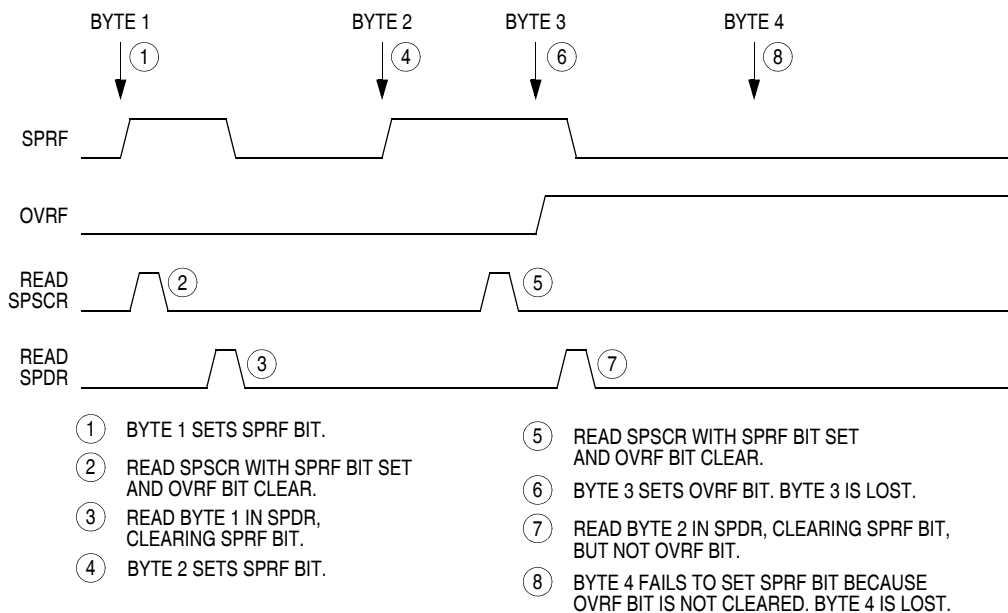 BYTE 1 BYTE 2 BYTE 3 BYTE 4
1 4 6 8
SPRF
OVRF
READ
SPSCR
2 5
READ
SPDR
3 7
1 BYTE 1 SETS SPRF BIT.
2 READ SPSCR WITH SPRF BIT SET
AND OVRF BIT CLEAR.
3 READ BYTE 1 IN SPDR,
CLEARING SPRF BIT.
4 BYTE 2 SETS SPRF BIT.
5 READ SPSCR WITH SPRF BIT SET
AND OVRF BIT CLEAR.
6 BYTE 3 SETS OVRF BIT. BYTE 3 IS LOST.
7 READ BYTE 2 IN SPDR, CLEARING SPRF BIT,
BUT NOT OVRF BIT.
8 BYTE 4 FAILS TO SET SPRF BIT BECAUSE
OVRF BIT IS NOT CLEARED. BYTE 4 IS LOST.